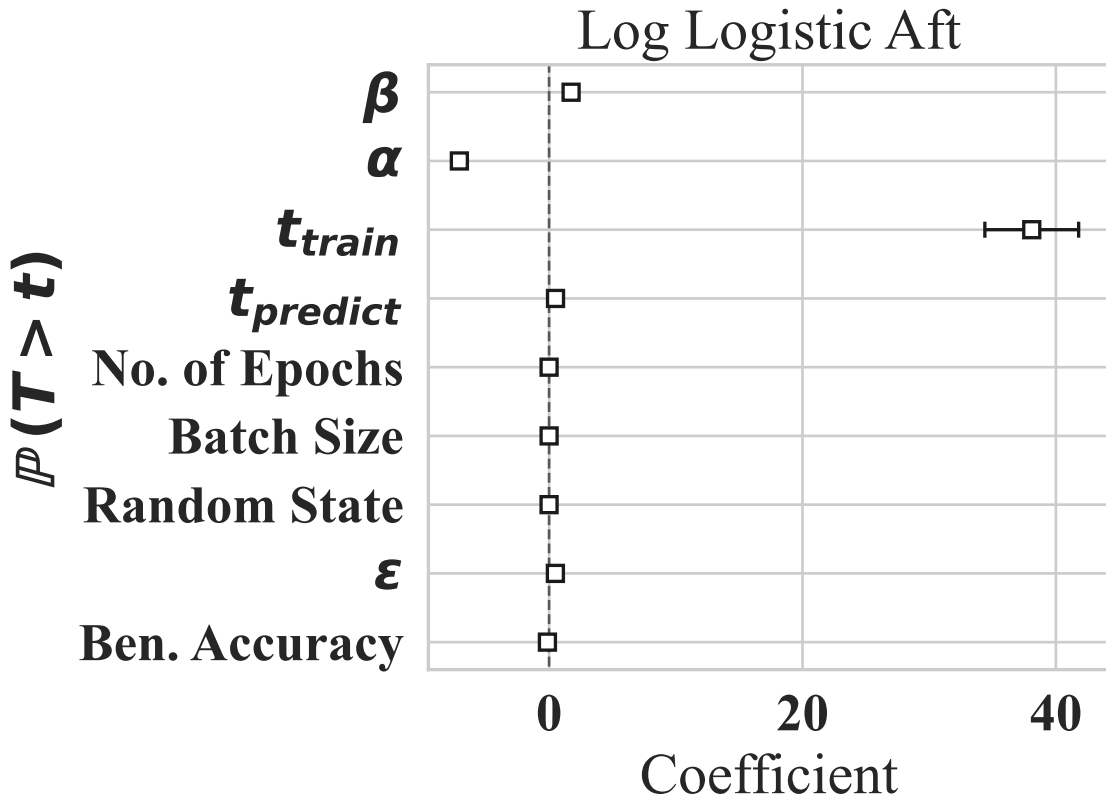 Log Logistic Aft
β
α
t_train
t_predict
No. of Epochs
Batch Size
Random State
ε
Ben. Accuracy
ℙ(T > t)
0 20 40
Coefficient